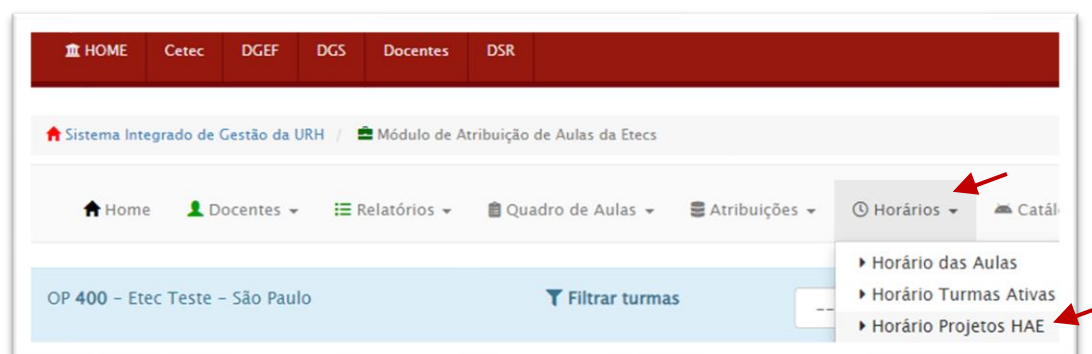 HOME Cetec DGEF DGS Docentes DSR
Sistema Integrado de Gestão da URH / Módulo de Atribuição de Aulas da Etecs
Home Docentes Relatórios Quadro de Aulas Atribuições Horários Catál
Horário das Aulas
OP 400 – Etec Teste – São Paulo Filtrar turmas -- Horário Turmas Ativas
Horário Projetos HAE